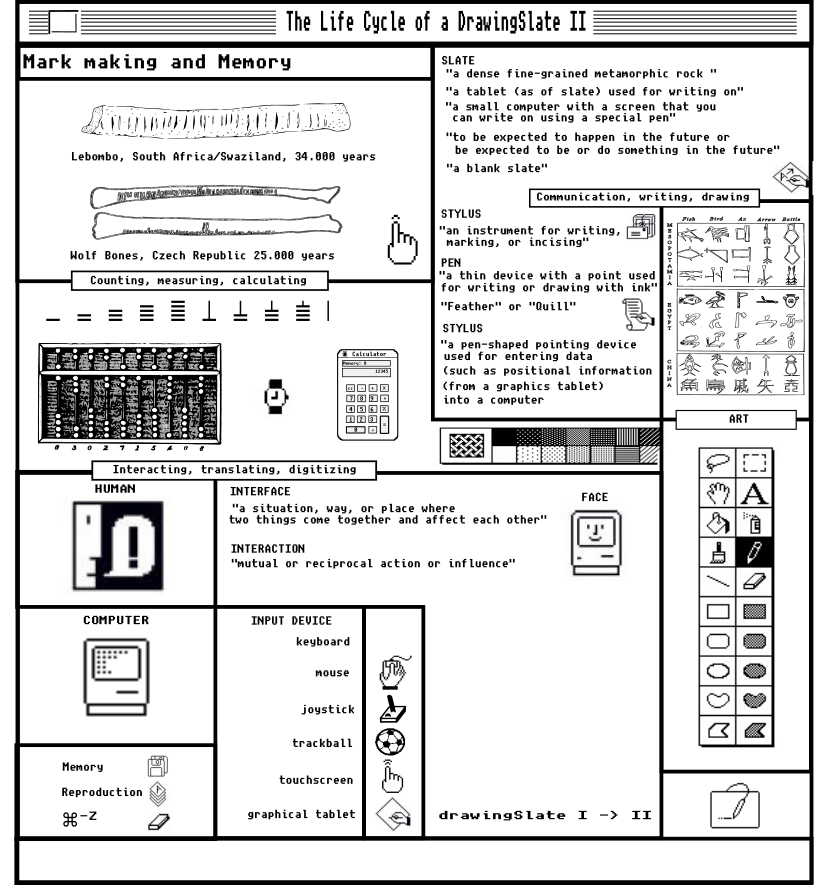 The Life Cycle of a DrawingSlate II
Mark making and Memory
Lebombo, South Africa/Swaziland, 34.000 years
Wolf Bones, Czech Republic 25.000 years
SLATE
"a dense fine-grained metamorphic rock "
"a tablet (as of slate) used for writing on"
"a small computer with a screen that you
can write on using a special pen"
"to be expected to happen in the future or
be expected to be or do something in the future"
"a blank slate"
Communication, writing, drawing
STYLUS
"an instrument for writing,
marking, or incising"
PEN
"a thin device with a point used
for writing or drawing with ink"
"Feather" or "Quill"
STYLUS
"a pen-shaped pointing device
used for entering data
(such as positional information
(from a graphics tablet)
into a computer
Fish Bird Ax Arrow Bottle
MESOPOTAMIA
EGYPT
CHINA
Counting, measuring, calculating
Calculator
Memory: 0
12345
7 8 9
4 5 6
1 2 3
0
ART
A
Interacting, translating, digitizing
HUMAN
INTERFACE
"a situation, way, or place where
two things come together and affect each other"
INTERACTION
"mutual or reciprocal action or influence"
FACE
COMPUTER
INPUT DEVICE
keyboard
mouse
joystick
trackball
touchscreen
graphical tablet
Memory
Reproduction
⌘-Z
drawingSlate I -> II